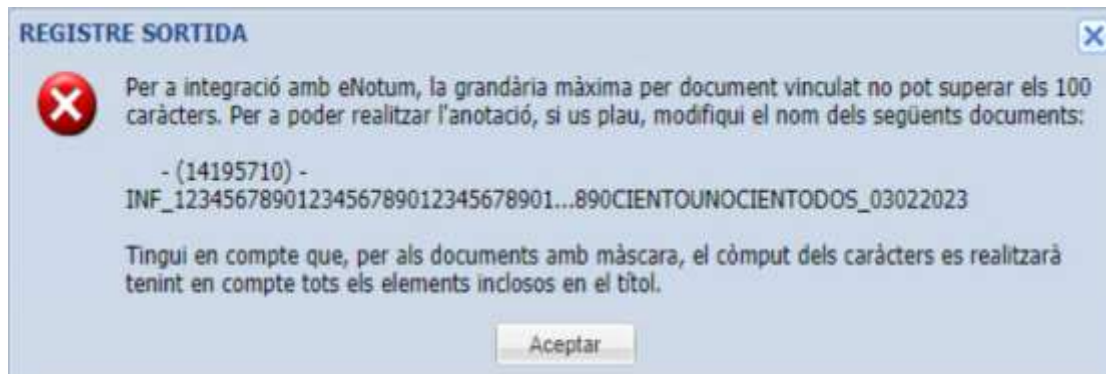 REGISTRE SORTIDA
Per a integració amb eNotum, la grandària màxima per document vinculat no pot superar els 100
caràcters. Per a poder realitzar l'anotació, si us plau, modifiqui el nom dels següents documents:
- (14195710) -
INF_1234567890123456789012345678901...890CIENTOUNOCIENTODOS_03022023
Tingui en compte que, per als documents amb màscara, el còmput dels caràcters es realitzarà
tenint en compte tots els elements inclosos en el títol.
Aceptar